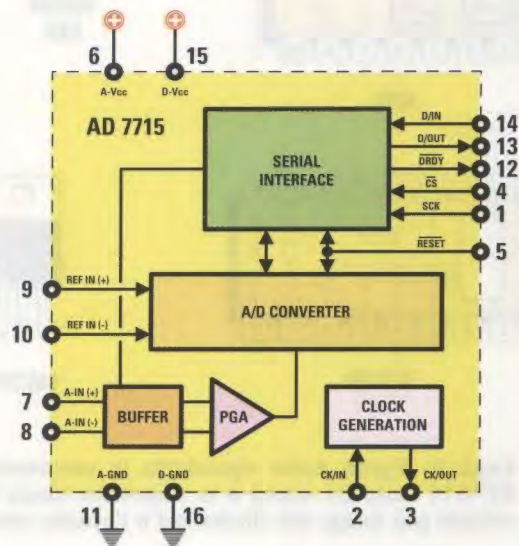 6 15
A-Vcc D-Vcc
AD 7715
SERIAL
INTERFACE
D/IN 14
D/OUT 13
DRDY 12
CS 4
SCK 1
RESET 5
9 REF IN (+)
10 REF IN (-)
A/D CONVERTER
7 A-IN (+)
8 A-IN (-)
BUFFER
PGA
CLOCK
GENERATION
CK/IN CK/OUT
2 3
A-GND D-GND
11 16